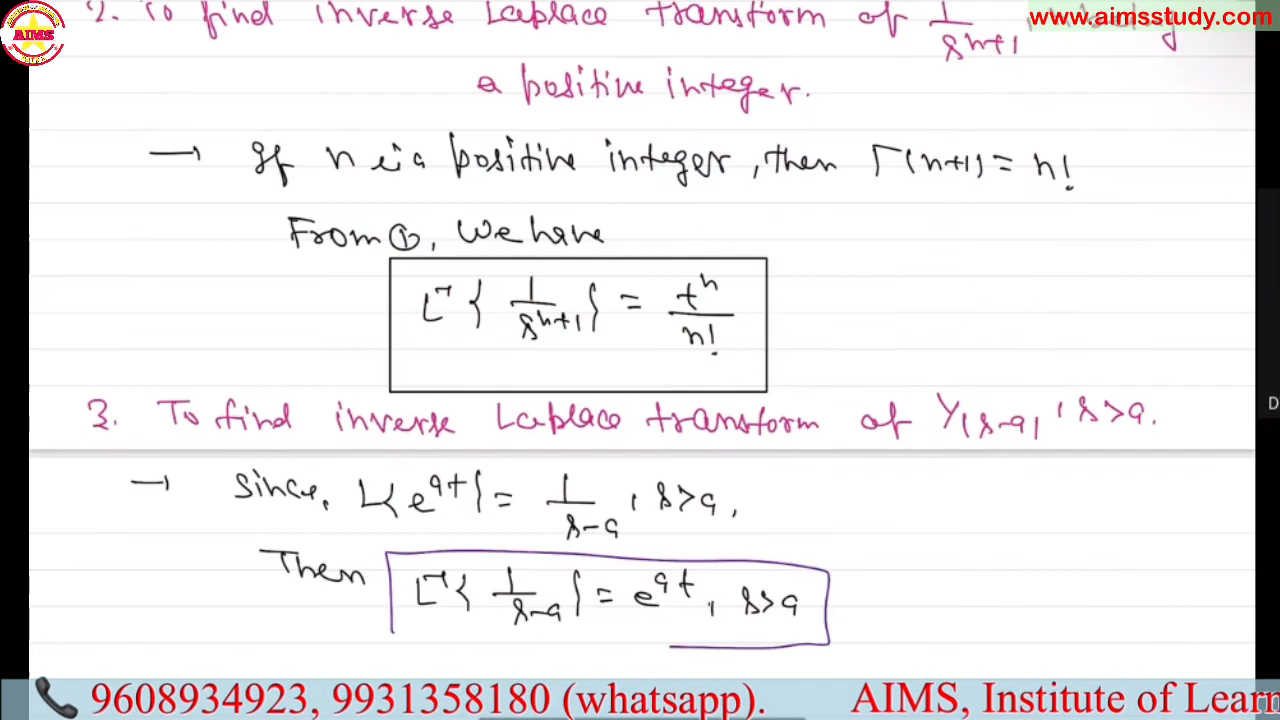 AIMS
www.aimsstudy.com
2. To find inverse Laplace transform of 1/s^(n+1),
a positive integer.
→ If n is a positive integer, then Γ(n+1) = n!
From ①, We have
L⁻¹{ 1/s^(n+1) } = t^n/n!
3. To find inverse Laplace transform of 1/(s-a), s>a.
→ Since, L{e^(at)} = 1/(s-a), s>a,
Then L⁻¹{ 1/(s-a) } = e^(at), s>a
D
9608934923, 9931358180 (whatsapp). AIMS, Institute of Learn